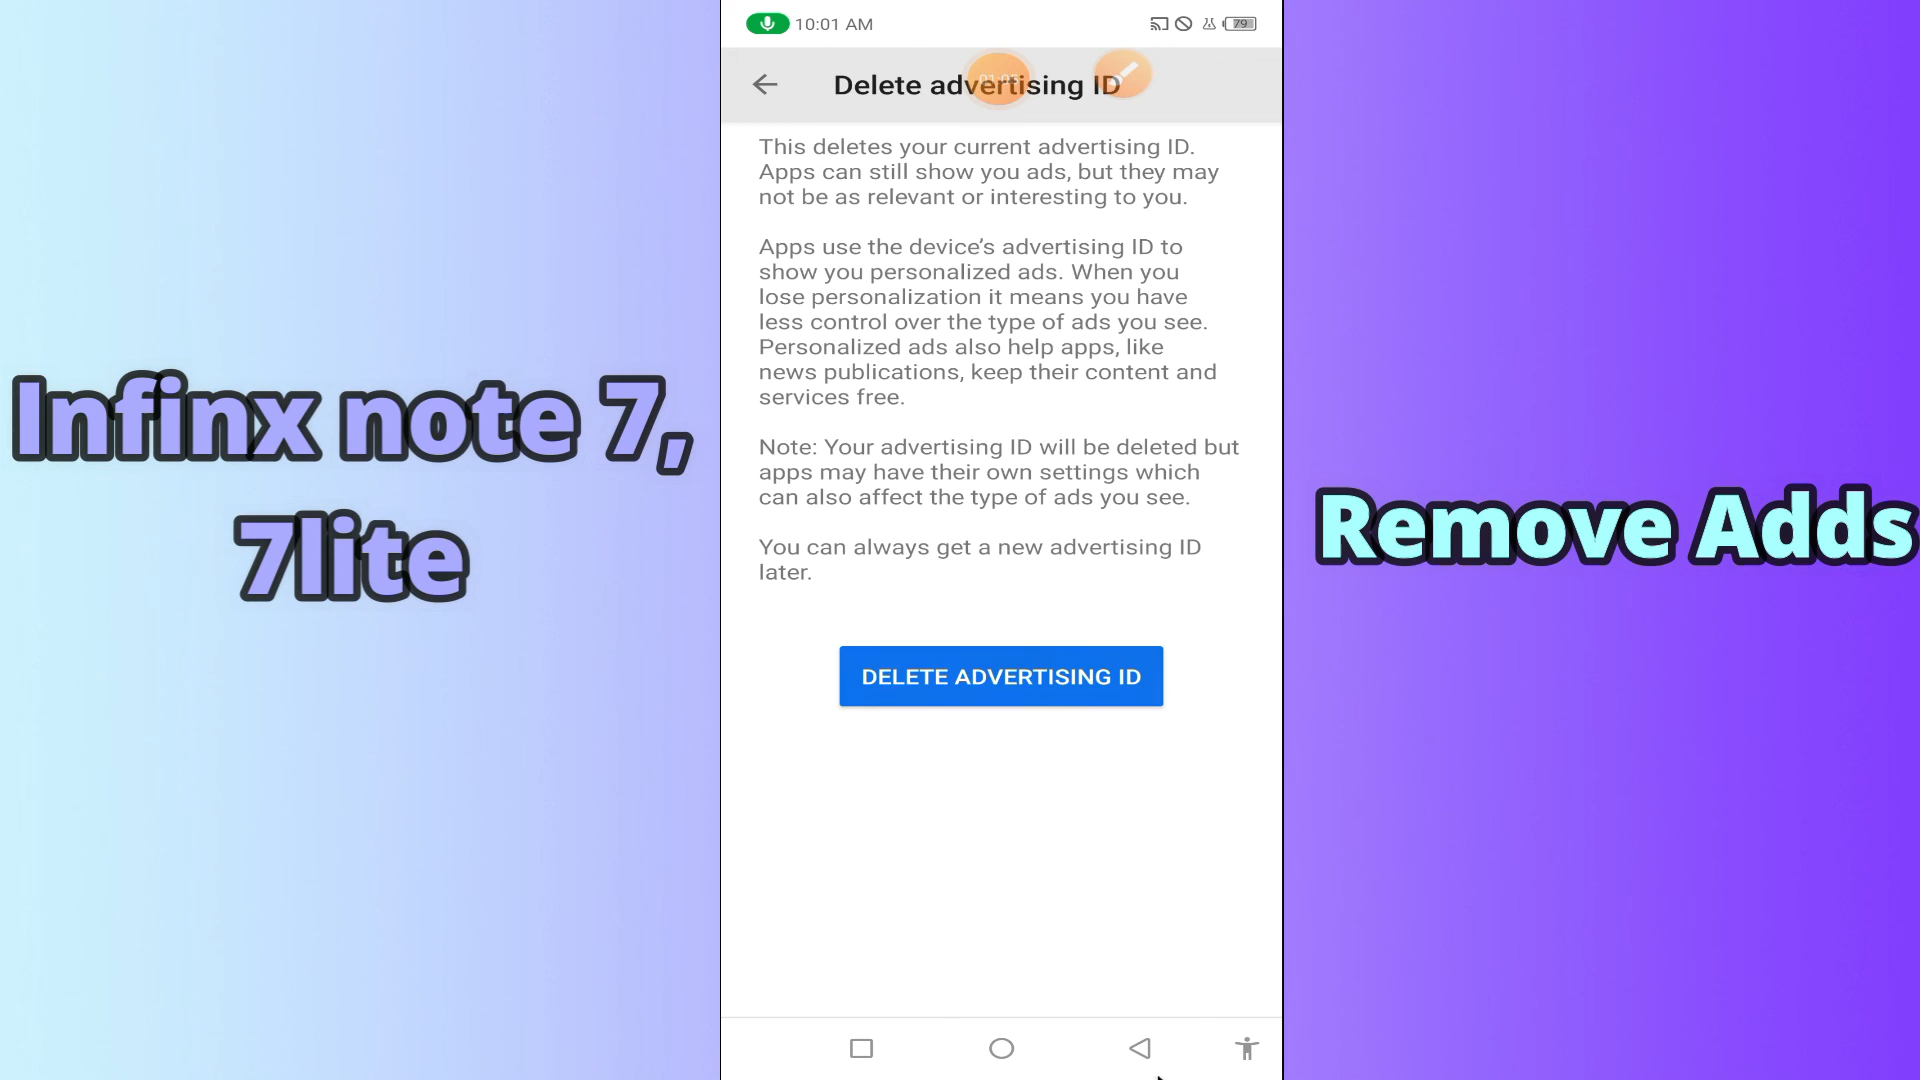 10:01 AM
79
Delete advertising ID
This deletes your current advertising ID.
Apps can still show you ads, but they may
not be as relevant or interesting to you.
Apps use the device's advertising ID to
show you personalized ads. When you
lose personalization it means you have
less control over the type of ads you see.
Personalized ads also help apps, like
news publications, keep their content and
services free.
Note: Your advertising ID will be deleted but
apps may have their own settings which
can also affect the type of ads you see.
You can always get a new advertising ID
later.
DELETE ADVERTISING ID
Infinx note 7,
7lite
Remove Adds